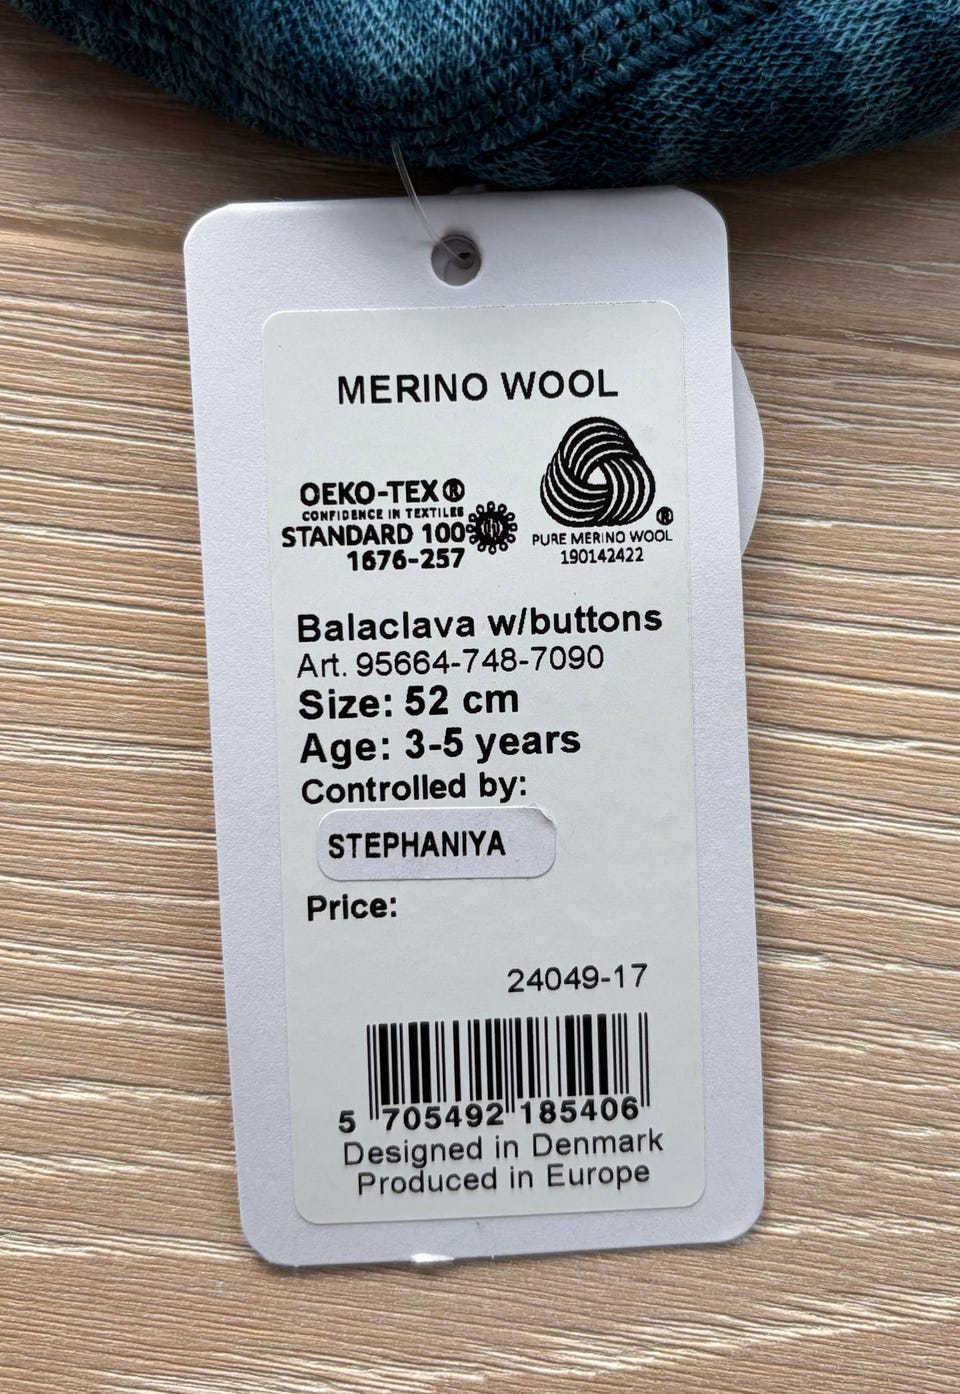 MERINO WOOL
OEKO-TEX®
CONFIDENCE IN TEXTILES
STANDARD 100
1676-257
®
PURE MERINO WOOL
190142422
Balaclava w/buttons
Art. 95664-748-7090
Size: 52 cm
Age: 3-5 years
Controlled by:
STEPHANIYA
Price:
24049-17
5 705492 185406
Designed in Denmark
Produced in Europe